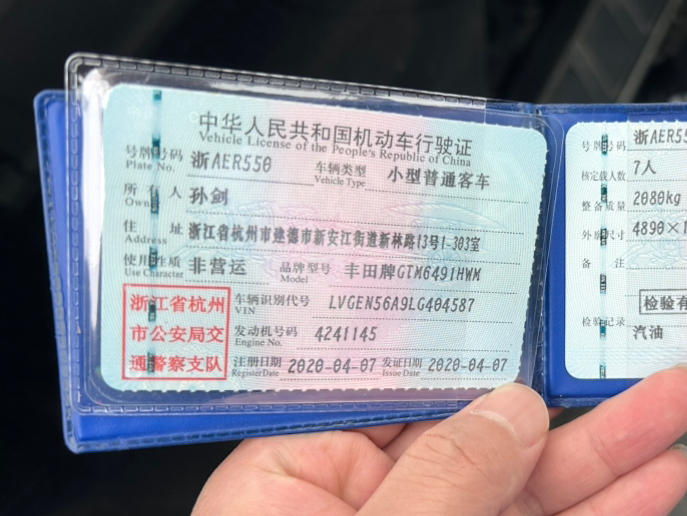 中华人民共和国机动车行驶证
Vehicle License of the People's Republic of China
号牌号码 浙AER550 车辆类型 小型普通客车
Plate No. Vehicle Type
所有人 孙剑
Owner
住址 浙江省杭州市建德市新安江街道新林路13号1-303室
Address
使用性质 非营运 品牌型号 丰田牌GTM6491HWM
Use Character Model
浙江省杭州
市公安局交
通警察支队
车辆识别代号 LVGEN56A9LG404587
VIN
发动机号码 4241145
Engine No.
注册日期 2020-04-07 发证日期 2020-04-07
Register Date Issue Date
号牌号码 浙AER55
核定载人数 7人
整备质量 2080kg
外廓尺寸 4890×1
备注
检验有
检验记录
汽油